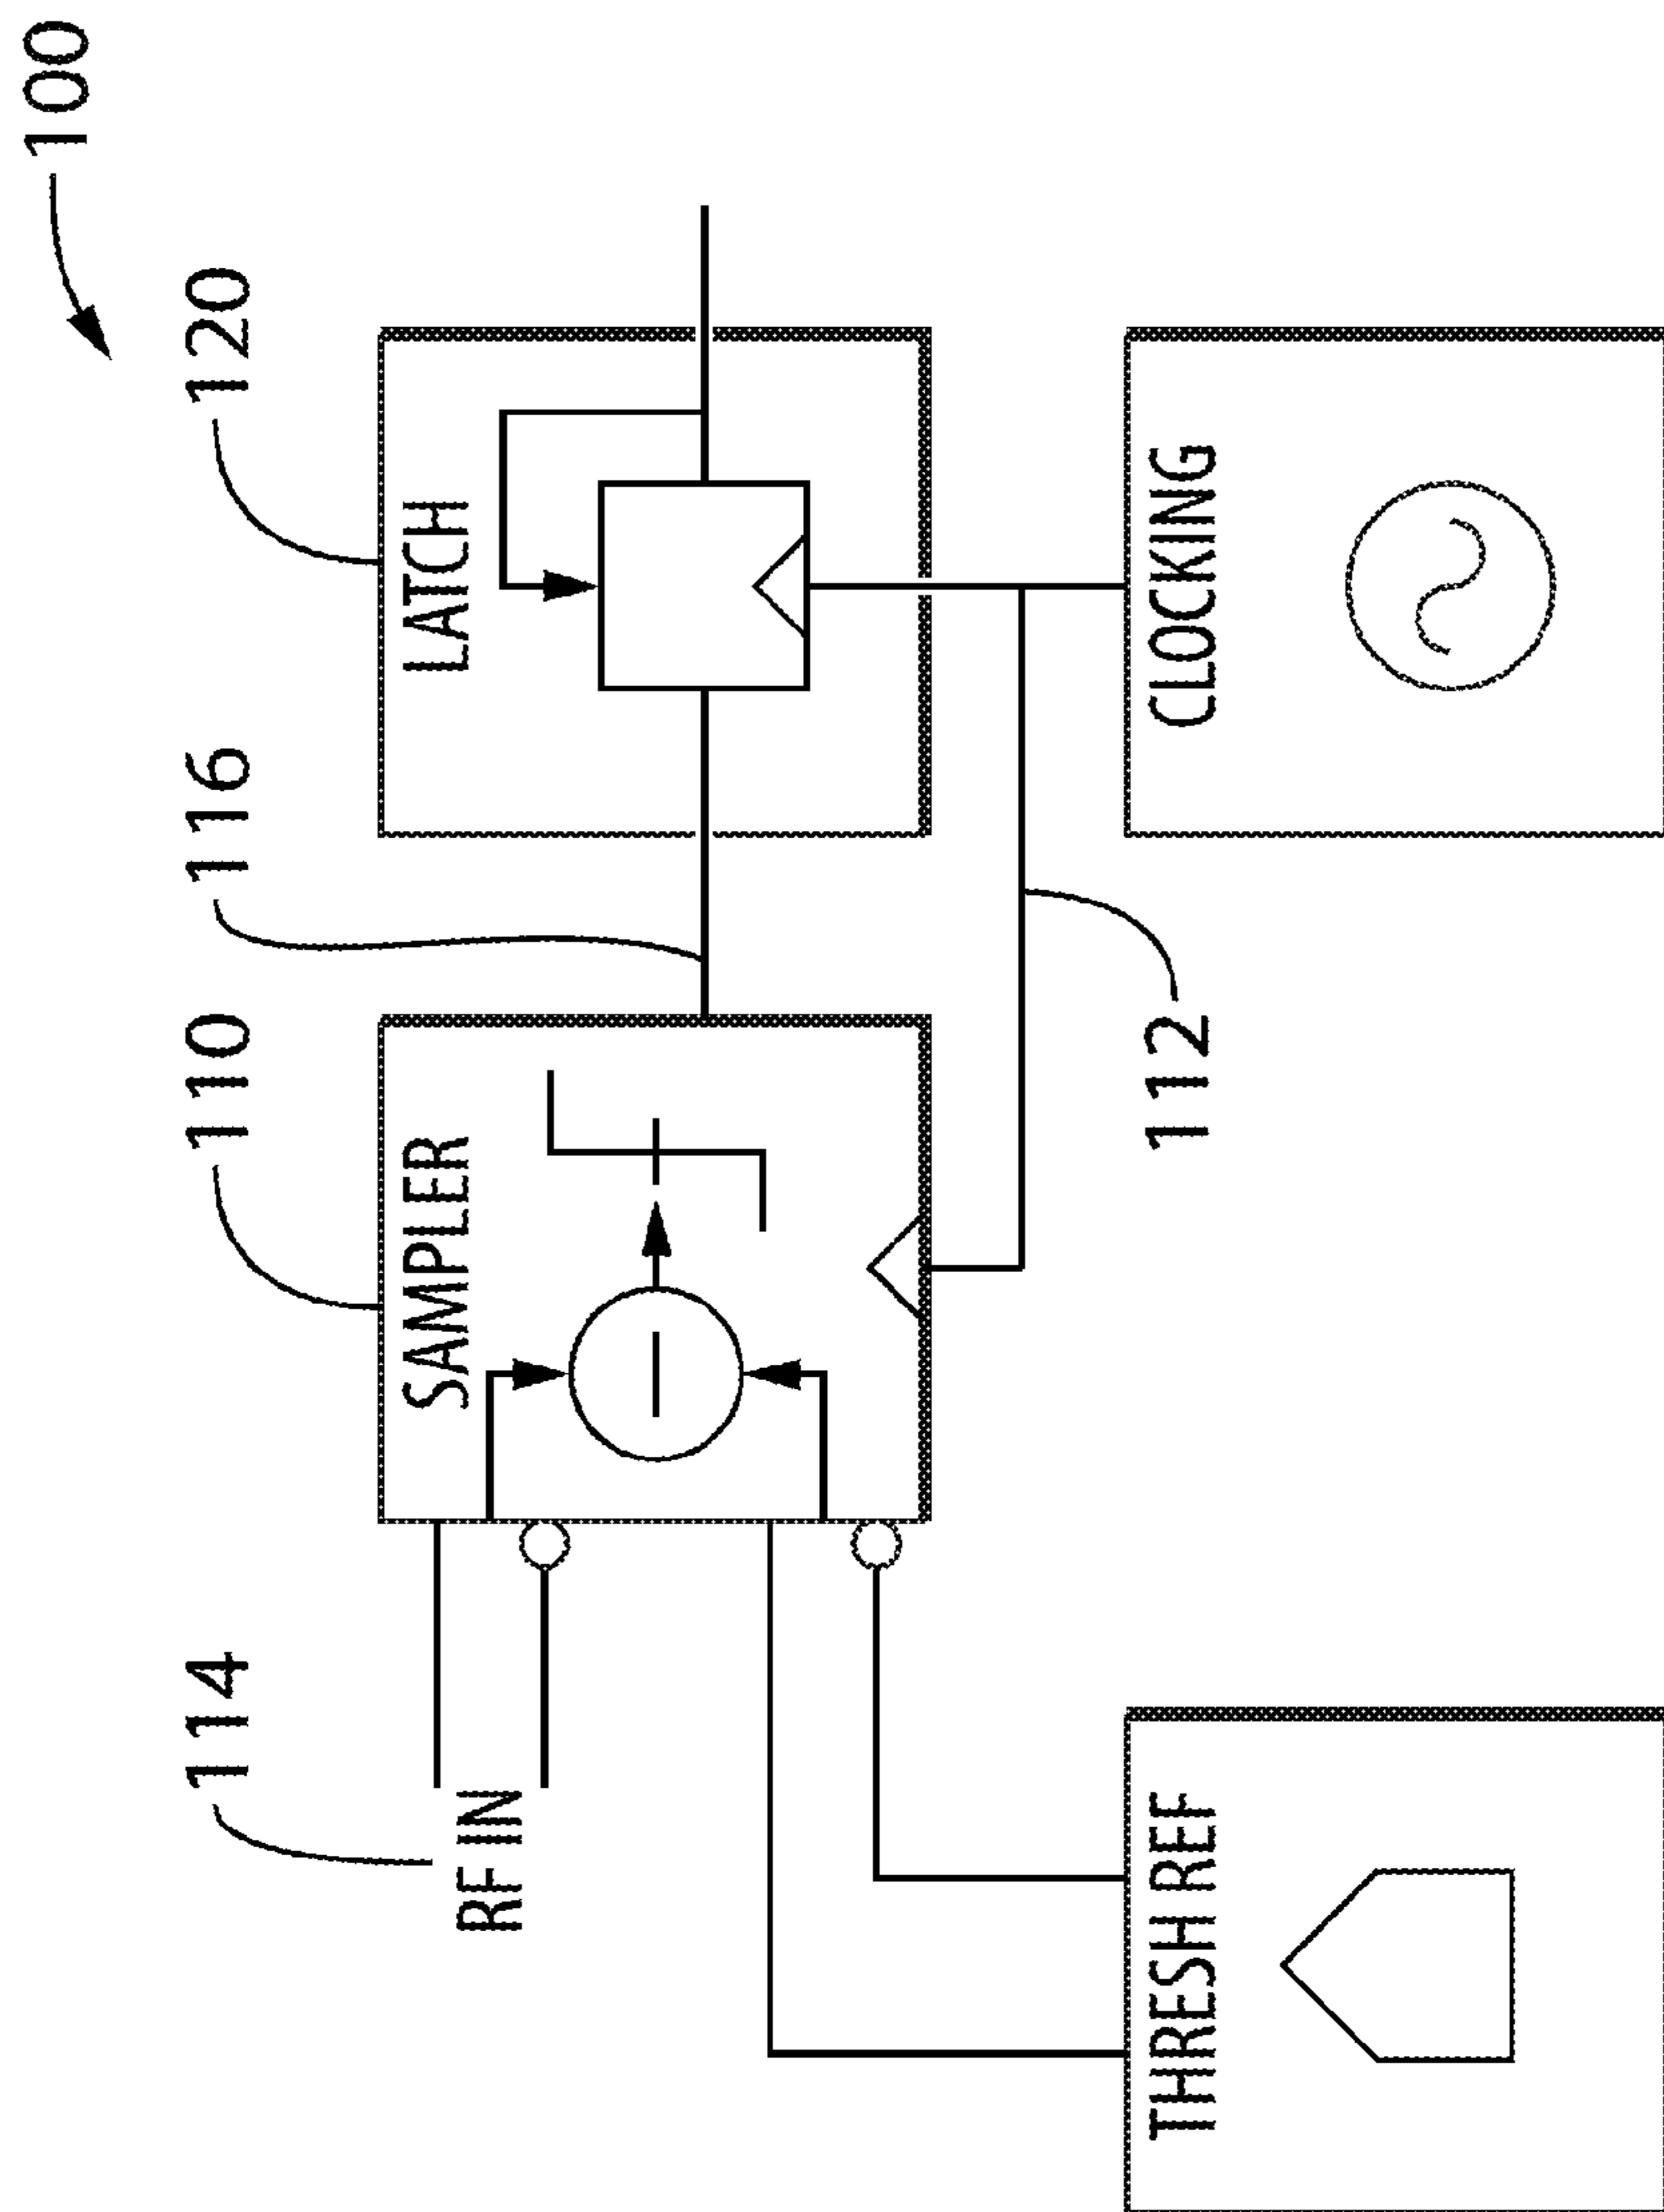 100
114
110
116
120
RF IN
SAMPLER
LATCH
112
THRESH REF
CLOCKING